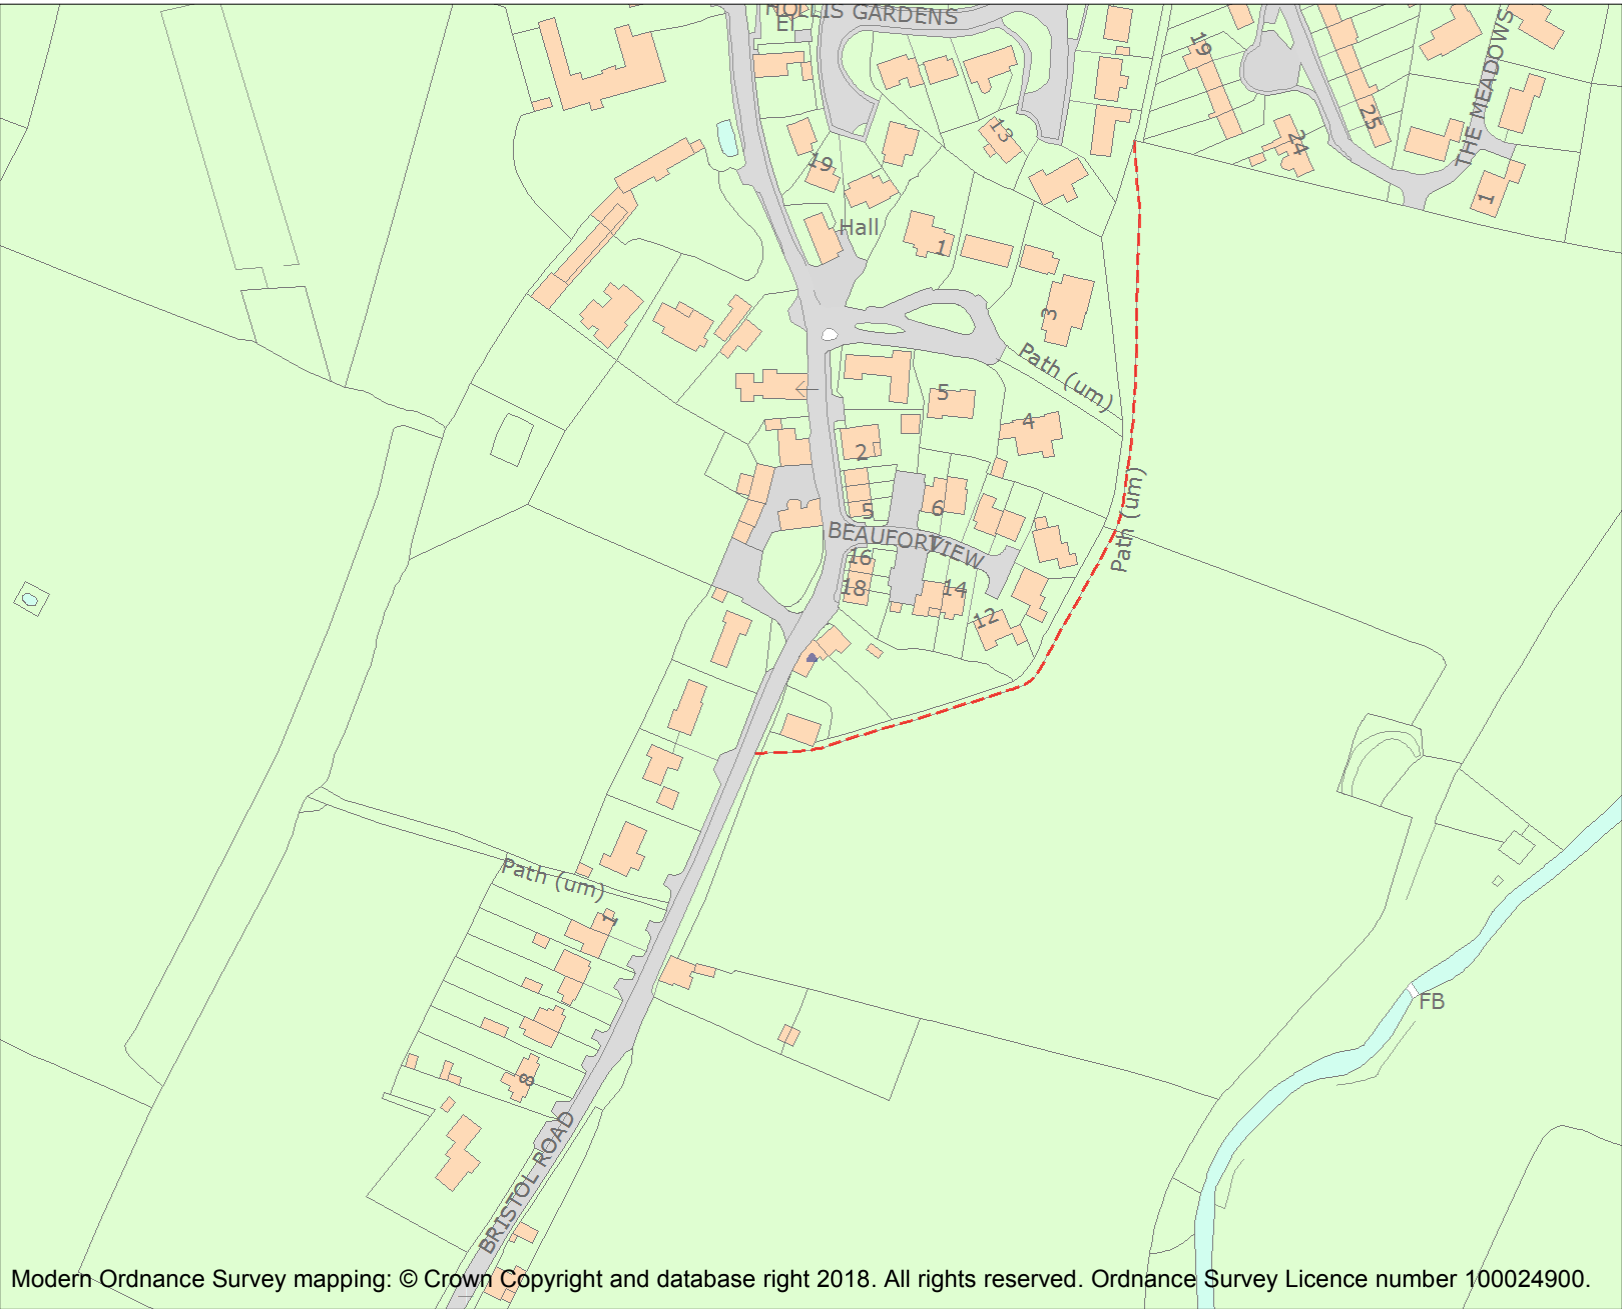 HOLLIS GARDENS
El
19
25
THE MEADOWS
13
24
19
1
Hall
1
3
Path (um)
5
4
2
5
6
Path (um)
BEAUFORT VIEW
16
18
14
12
Path (um)
1
8
FB
BRISTOL ROAD
Modern Ordnance Survey mapping: © Crown Copyright and database right 2018. All rights reserved. Ordnance Survey Licence number 100024900.